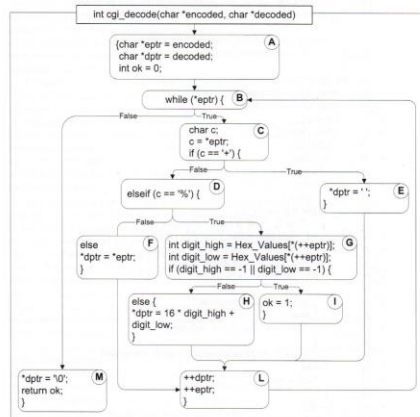 int cgi_decode(char *encoded, char *decoded)
A
{char *eptr = encoded;
char *dptr = decoded;
int ok = 0;
while (*eptr) {
B
False
True
char c;
C
c = *eptr;
if (c == '+') {
False
True
elseif (c == '%') {
D
*dptr = ' ';
E
}
False
True
else
F
*dptr = *eptr;
}
int digit_high = Hex_Values[*(++eptr)];
G
int digit_low = Hex_Values[*(++eptr)];
if (digit_high == -1 || digit_low == -1) {
False
True
else {
H
*dptr = 16 * digit_high +
digit_low;
}
ok = 1;
I
}
*dptr = '\0';
M
return ok;
}
++dptr;
L
++eptr;
}